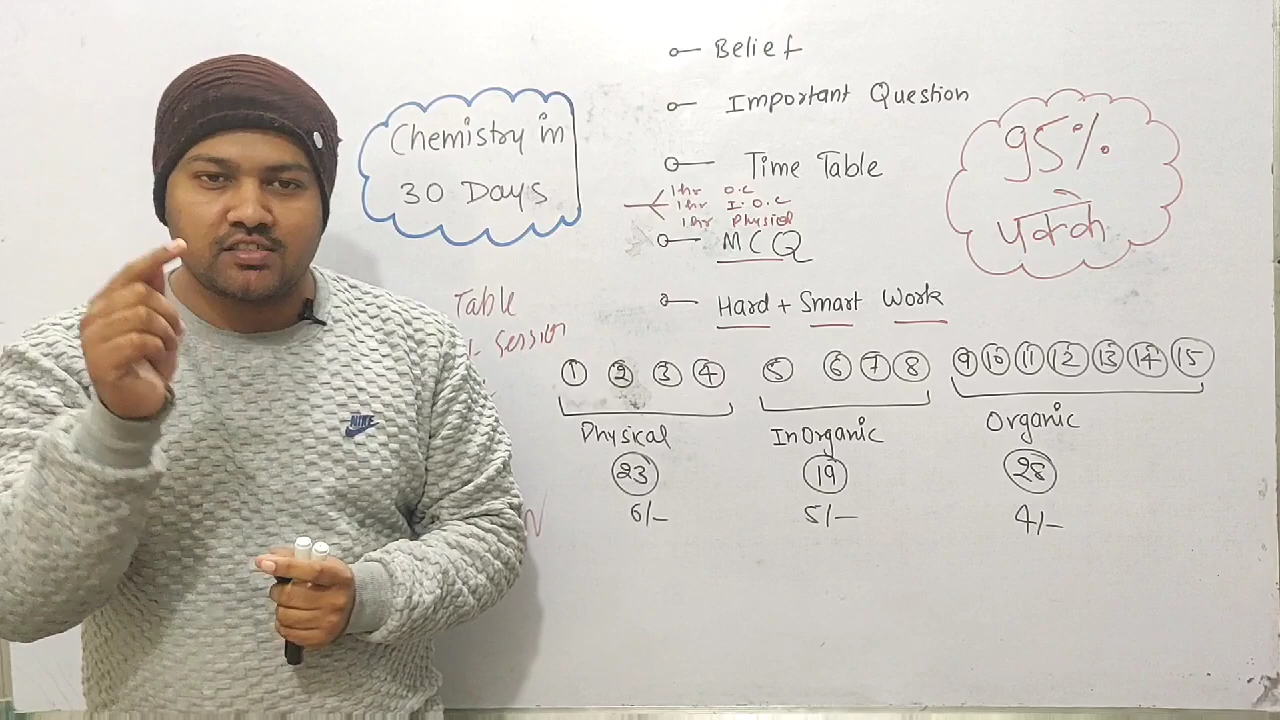 Belief
Important Question
Time Table
1hr O.C
1hr I.O.C
1hr Physical
MCQ
Hard + Smart Work
Chemistry in
30 Days
95%
पक्का
Table
Session
1 2 3 4 5 6 7 8 9 10 11 12 13 14 15
Physical InOrganic Organic
23 19 28
6/- 5/- 4/-
NIKE